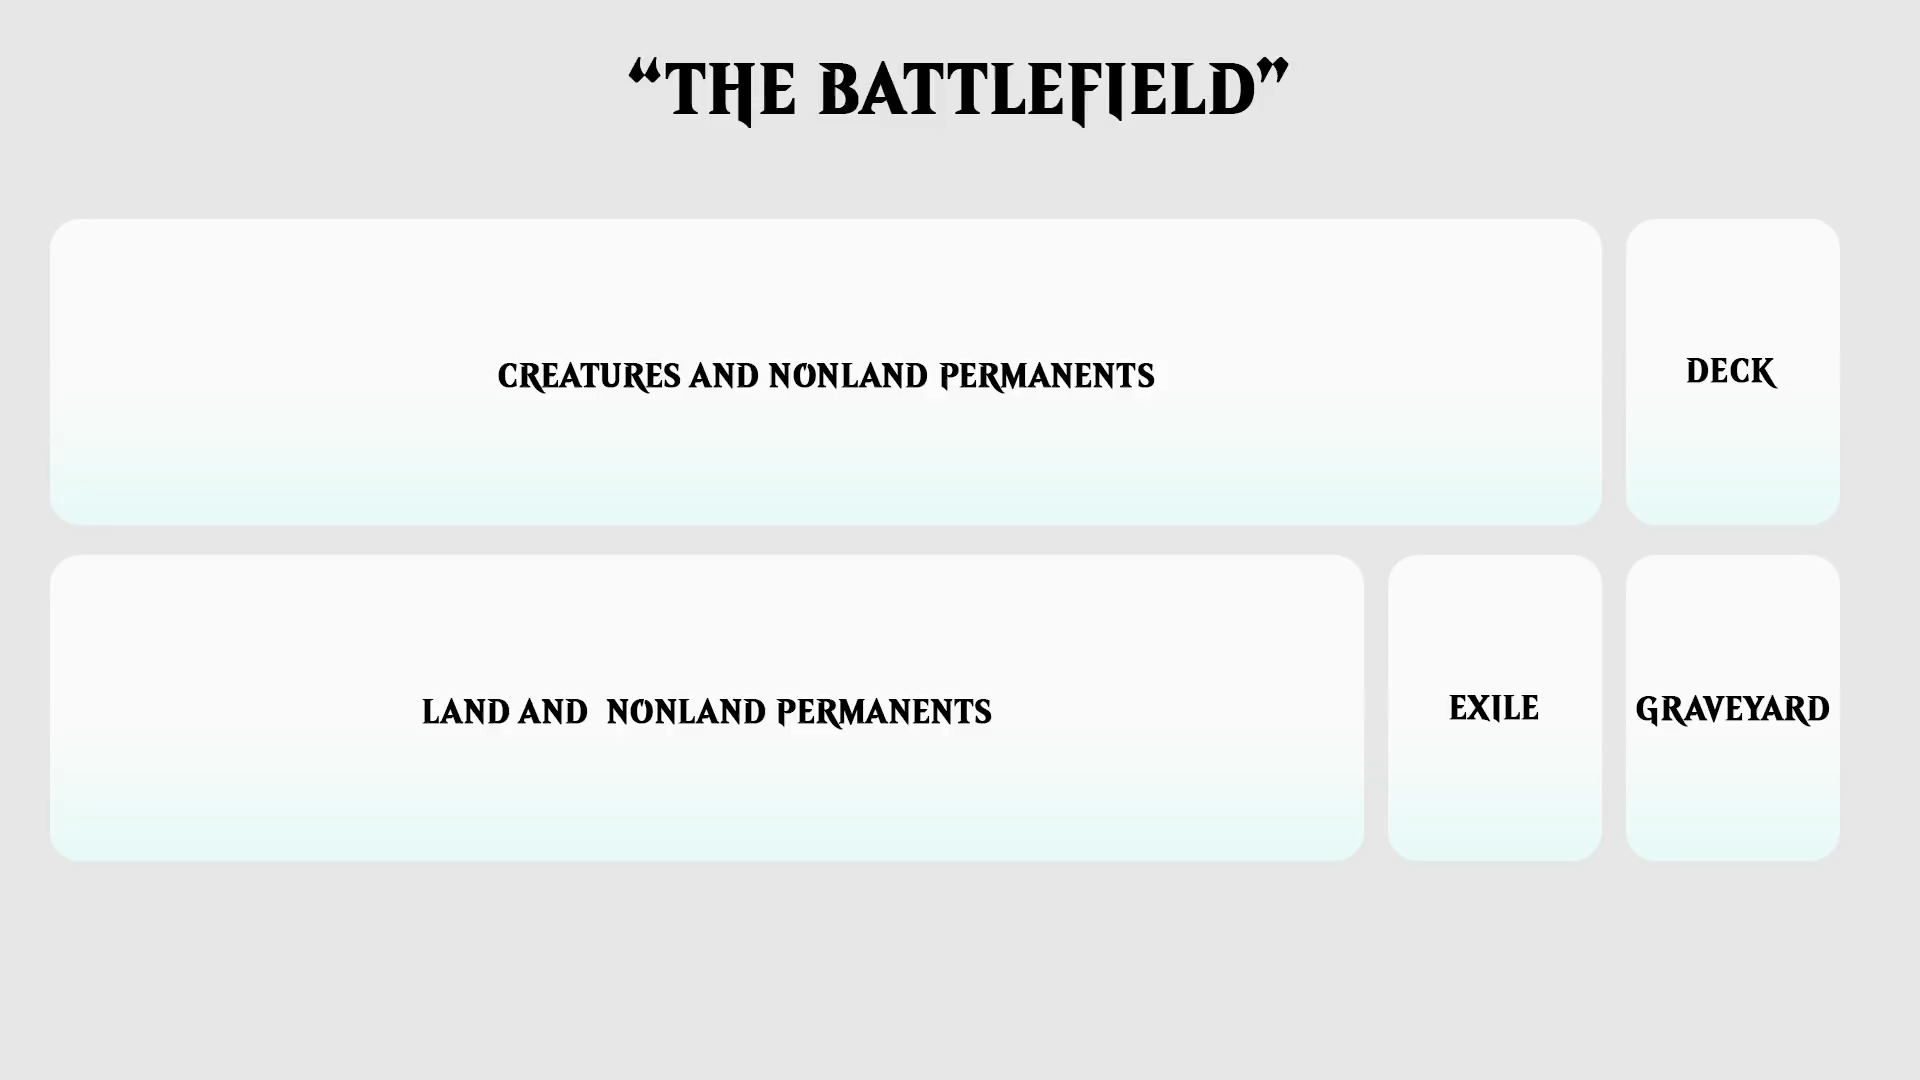 “THE BATTLEFIELD”
CREATURES AND NONLAND PERMANENTS
DECK
LAND AND  NONLAND PERMANENTS
EXILE
GRAVEYARD